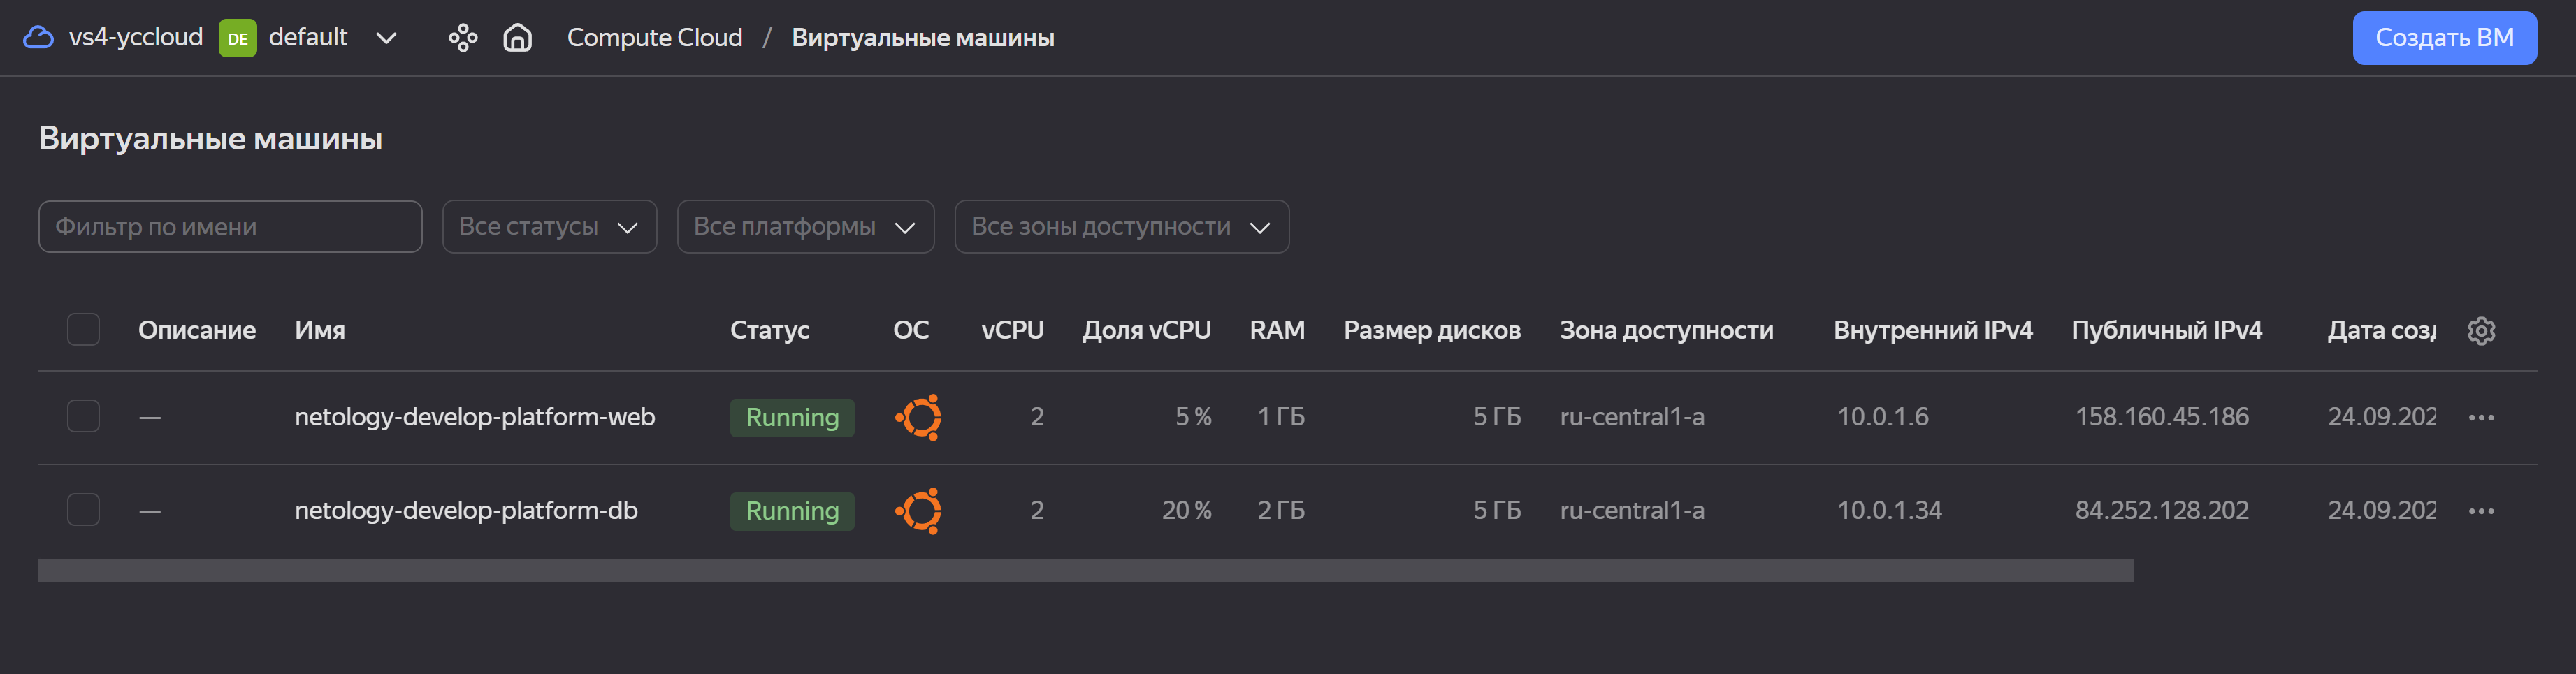 vs4-yccloud DE default Compute Cloud / Виртуальные машины Создать ВМ
Виртуальные машины
Фильтр по имени Все статусы Все платформы Все зоны доступности
Описание Имя Статус ОС vCPU Доля vCPU RAM Размер дисков Зона доступности Внутренний IPv4 Публичный IPv4 Дата созд
— netology-develop-platform-web Running 2 5 % 1 ГБ 5 ГБ ru-central1-a 10.0.1.6 158.160.45.186 24.09.202
— netology-develop-platform-db Running 2 20 % 2 ГБ 5 ГБ ru-central1-a 10.0.1.34 84.252.128.202 24.09.202